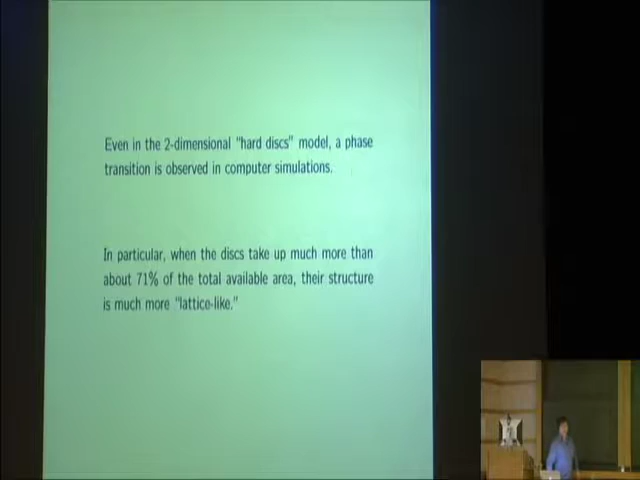 Even in the 2-dimensional "hard discs" model, a phase
transition is observed in computer simulations.
In particular, when the discs take up much more than
about 71% of the total available area, their structure
is much more "lattice-like."